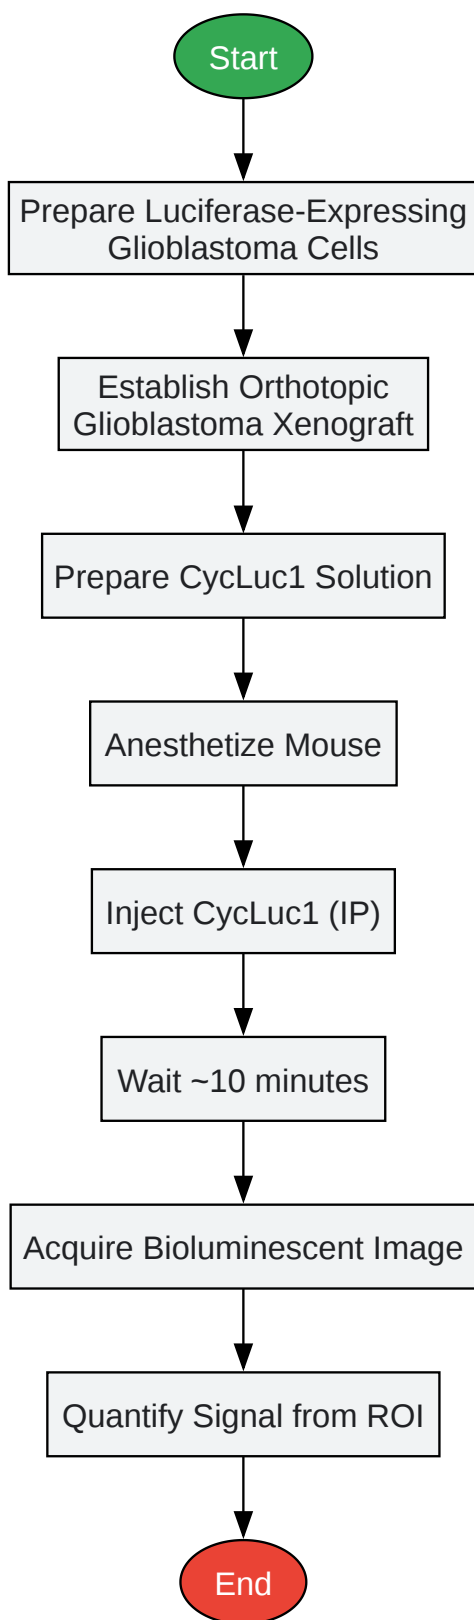 Start
Prepare Luciferase-Expressing
Glioblastoma Cells
Establish Orthotopic
Glioblastoma Xenograft
Prepare CycLuc1 Solution
Anesthetize Mouse
Inject CycLuc1 (IP)
Wait ~10 minutes
Acquire Bioluminescent Image
Quantify Signal from ROI
End